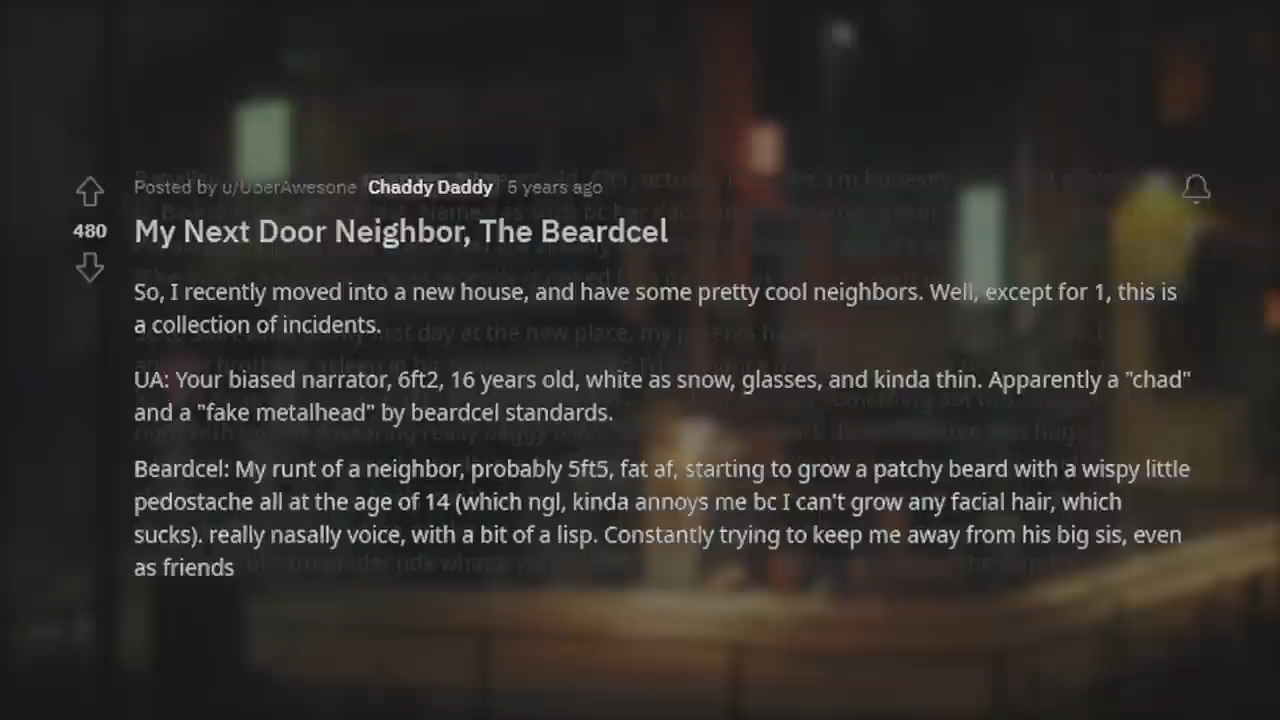 Posted by u/UberAwesone Chaddy Daddy 5 years ago
480
My Next Door Neighbor, The Beardcel
So, I recently moved into a new house, and have some pretty cool neighbors. Well, except for 1, this is
a collection of incidents.
UA: Your biased narrator, 6ft2, 16 years old, white as snow, glasses, and kinda thin. Apparently a "chad"
and a "fake metalhead" by beardcel standards.
Beardcel: My runt of a neighbor, probably 5ft5, fat af, starting to grow a patchy beard with a wispy little
pedostache all at the age of 14 (which ngl, kinda annoys me bc I can't grow any facial hair, which
sucks). really nasally voice, with a bit of a lisp. Constantly trying to keep me away from his big sis, even
as friends